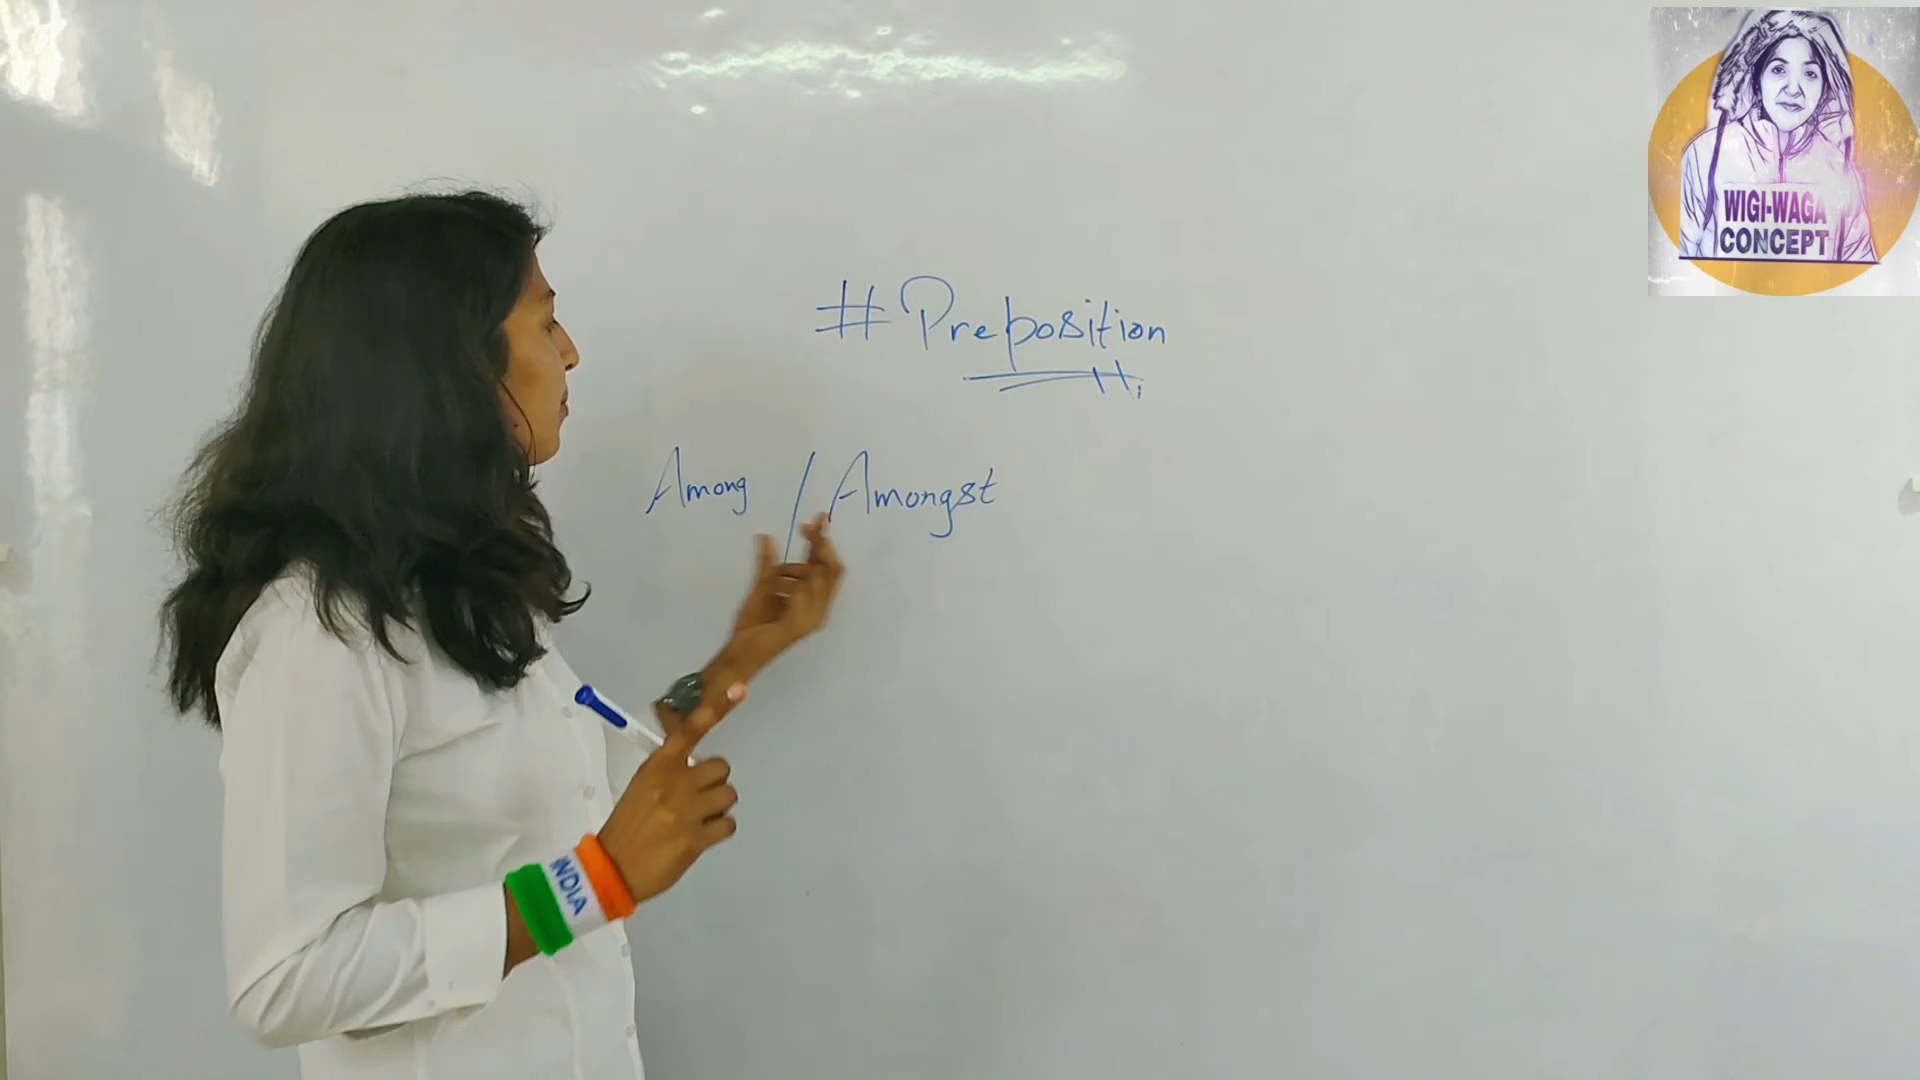 # Preposition
Among / Amongst
INDIA
WIGI-WAGA
CONCEPT